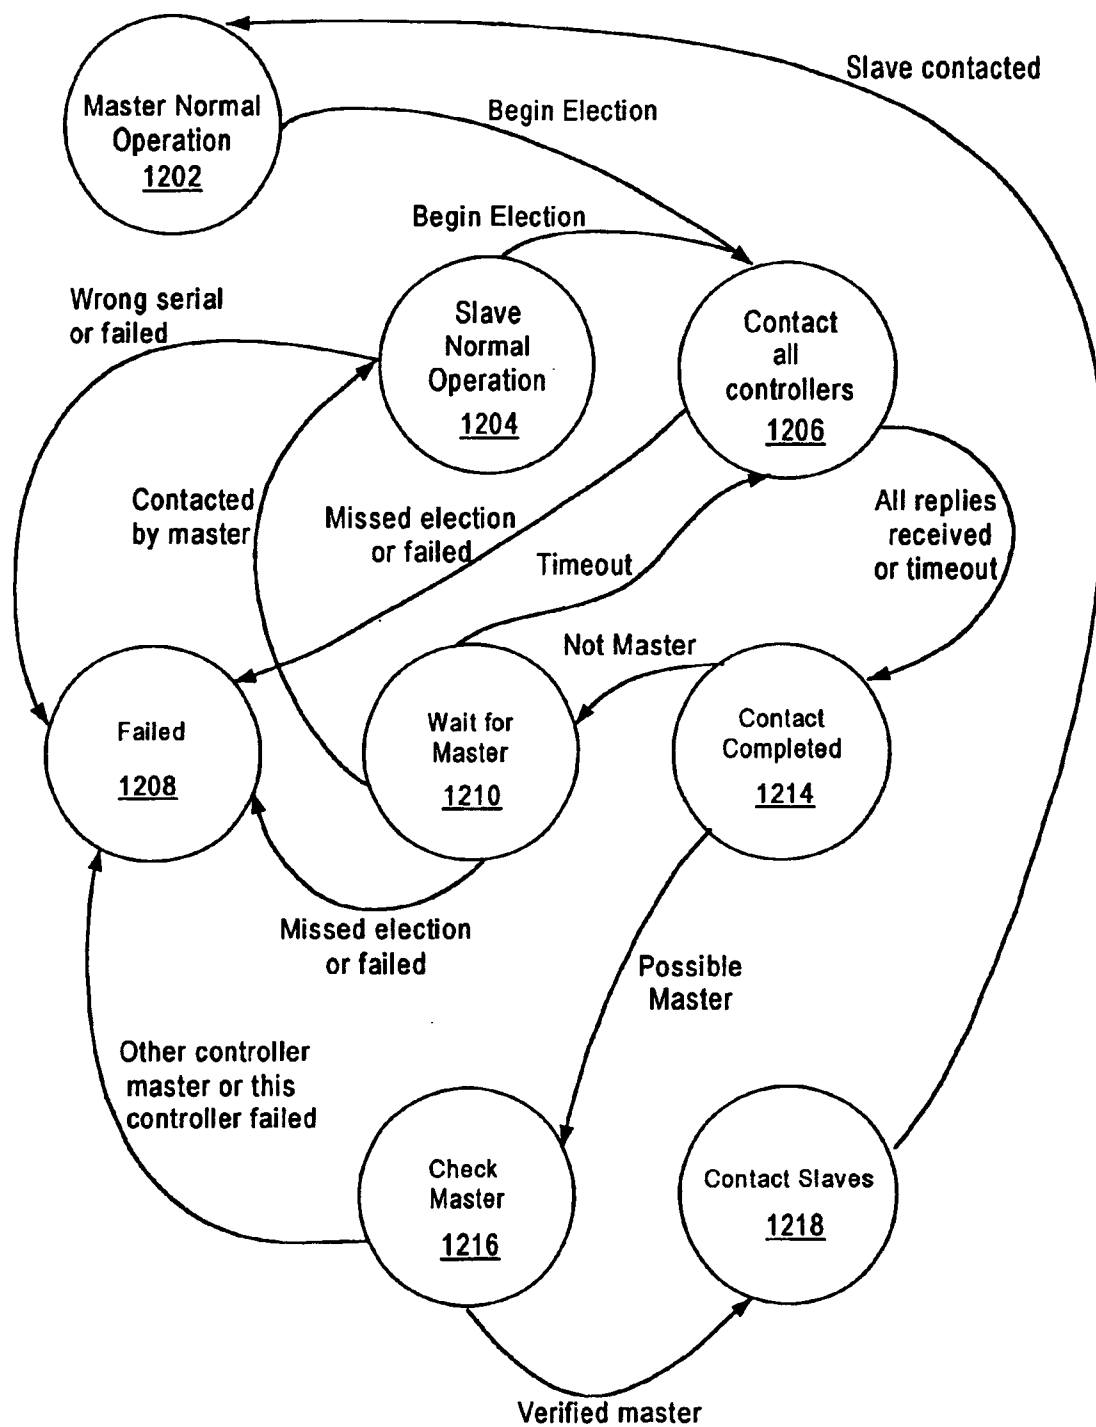 Slave contacted
Master Normal
Operation
1202
Begin Election
Begin Election
Wrong serial
or failed
Slave
Normal
Operation
1204
Contact
all
controllers
1206
Contacted
by master
Missed election
or failed
Timeout
All replies
received
or timeout
Not Master
Failed
1208
Wait for
Master
1210
Contact
Completed
1214
Missed election
or failed
Possible
Master
Other controller
master or this
controller failed
Check
Master
1216
Contact Slaves
1218
Verified master